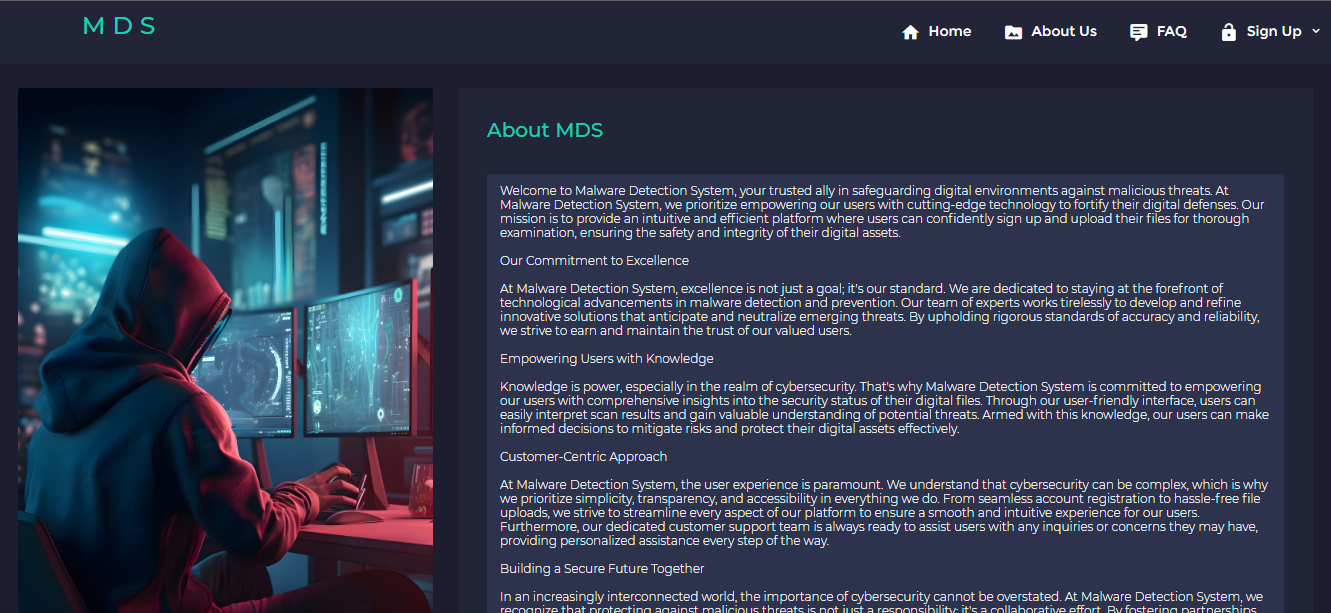 M D S
Home
About Us
FAQ
Sign Up
About MDS
Welcome to Malware Detection System, your trusted ally in safeguarding digital environments against malicious threats. At
Malware Detection System, we prioritize empowering our users with cutting-edge technology to fortify their digital defenses. Our
mission is to provide an intuitive and efficient platform where users can confidently sign up and upload their files for thorough
examination, ensuring the safety and integrity of their digital assets.
Our Commitment to Excellence
At Malware Detection System, excellence is not just a goal; it's our standard. We are dedicated to staying at the forefront of
technological advancements in malware detection and prevention. Our team of experts works tirelessly to develop and refine
innovative solutions that anticipate and neutralize emerging threats. By upholding rigorous standards of accuracy and reliability,
we strive to earn and maintain the trust of our valued users.
Empowering Users with Knowledge
Knowledge is power, especially in the realm of cybersecurity. That's why Malware Detection System is committed to empowering
our users with comprehensive insights into the security status of their digital files. Through our user-friendly interface, users can
easily interpret scan results and gain valuable understanding of potential threats. Armed with this knowledge, our users can make
informed decisions to mitigate risks and protect their digital assets effectively.
Customer-Centric Approach
At Malware Detection System, the user experience is paramount. We understand that cybersecurity can be complex, which is why
we prioritize simplicity, transparency, and accessibility in everything we do. From seamless account registration to hassle-free file
uploads, we strive to streamline every aspect of our platform to ensure a smooth and intuitive experience for our users.
Furthermore, our dedicated customer support team is always ready to assist users with any inquiries or concerns they may have,
providing personalized assistance every step of the way.
Building a Secure Future Together
In an increasingly interconnected world, the importance of cybersecurity cannot be overstated. At Malware Detection System, we
recognize that protecting against malicious threats is not just a responsibility; it's a collaborative effort. By fostering partnerships